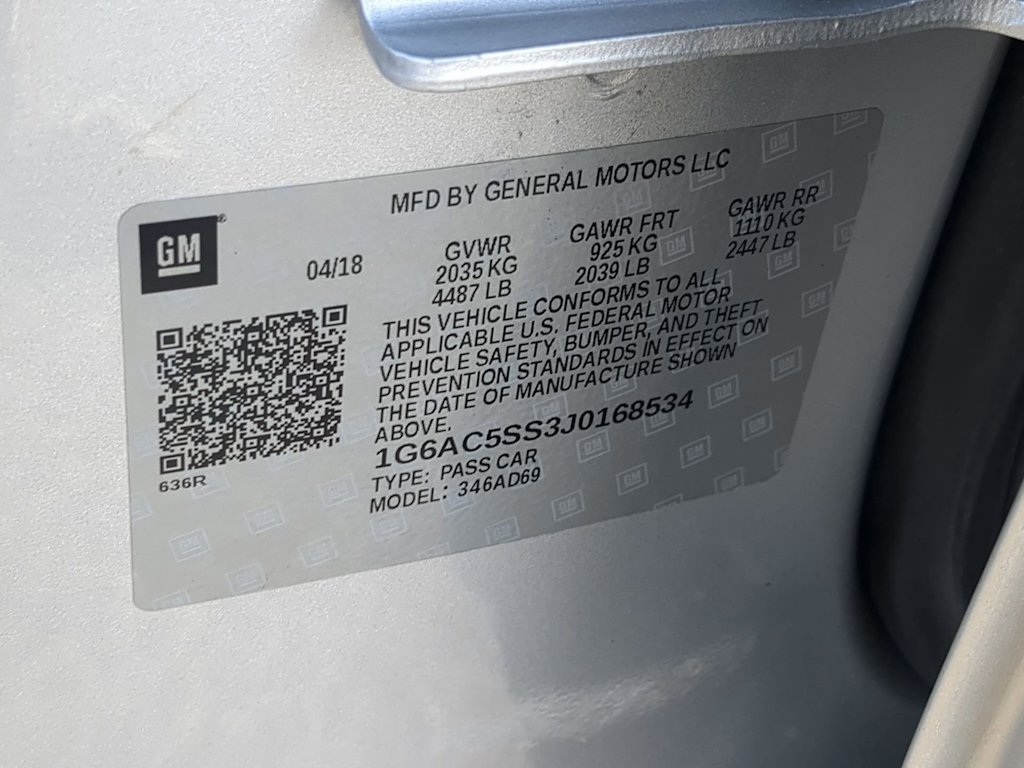 MFD BY GENERAL MOTORS LLC
GM®
04/18
GVWR
2035 KG
4487 LB
GAWR FRT
925 KG
2039 LB
GAWR RR
1110 KG
2447 LB
THIS VEHICLE CONFORMS TO ALL
APPLICABLE U.S. FEDERAL MOTOR
VEHICLE SAFETY, BUMPER, AND THEFT
PREVENTION STANDARDS IN EFFECT ON
THE DATE OF MANUFACTURE SHOWN
ABOVE.
1G6AC5SS3J0168534
TYPE: PASS CAR
MODEL: 346AD69
636R